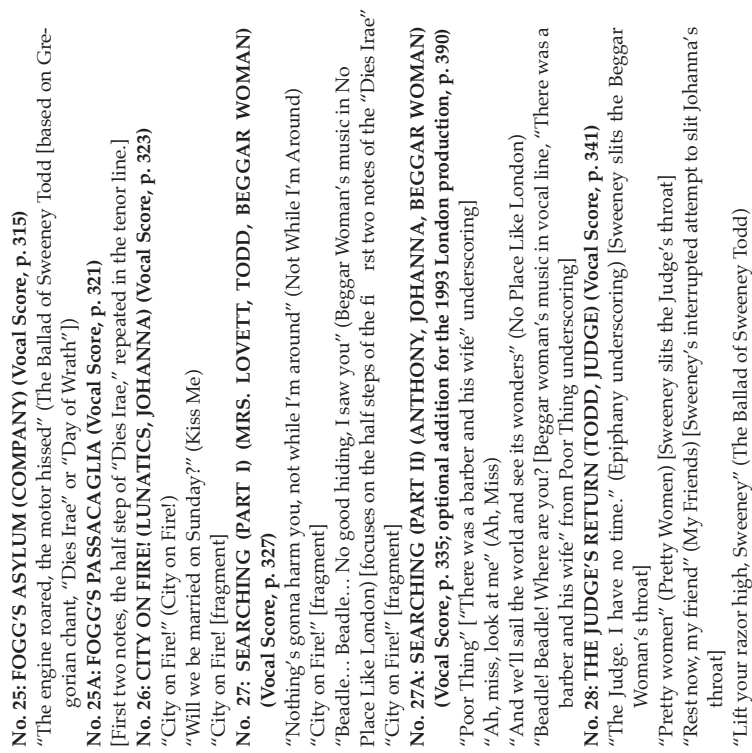 No. 25: FOGG'S ASYLUM (COMPANY) (Vocal Score, p. 315)
"The engine roared, the motor hissed" (The Ballad of Sweeney Todd [based on Gre-
gorian chant, "Dies Irae" or "Day of Wrath"])
No. 25A: FOGG'S PASSACAGLIA (Vocal Score, p. 321)
[First two notes, the half step of "Dies Irae," repeated in the tenor line.]
No. 26: CITY ON FIRE! (LUNATICS, JOHANNA) (Vocal Score, p. 323)
"City on Fire!" (City on Fire!)
"Will we be married on Sunday?" (Kiss Me)
"City on Fire! [fragment]
No. 27: SEARCHING (PART I) (MRS. LOVETT, TODD, BEGGAR WOMAN)
(Vocal Score, p. 327)
"Nothing's gonna harm you, not while I'm around" (Not While I'm Around)
"City on Fire!" [fragment]
"Beadle… Beadle… No good hiding, I saw you" (Beggar Woman's music in No
Place Like London) [focuses on the half steps of the fi rst two notes of the "Dies Irae"
"City on Fire!" [fragment]
No. 27A: SEARCHING (PART II) (ANTHONY, JOHANNA, BEGGAR WOMAN)
(Vocal Score, p. 335; optional addition for the 1993 London production, p. 390)
"Poor Thing" ["There was a barber and his wife" underscoring]
"Ah, miss, look at me" (Ah, Miss)
"And we'll sail the world and see its wonders" (No Place Like London)
"Beadle! Beadle! Where are you? [Beggar woman's music in vocal line, "There was a
barber and his wife" from Poor Thing underscoring]
No. 28: THE JUDGE'S RETURN (TODD, JUDGE) (Vocal Score, p. 341)
"The Judge. I have no time." (Epiphany underscoring) [Sweeney slits the Beggar
Woman's throat]
"Pretty women" (Pretty Women) [Sweeney slits the Judge's throat]
"Rest now, my friend" (My Friends) [Sweeney's interrupted attempt to slit Johanna's
throat]
"Lift your razor high, Sweeney" (The Ballad of Sweeney Todd)